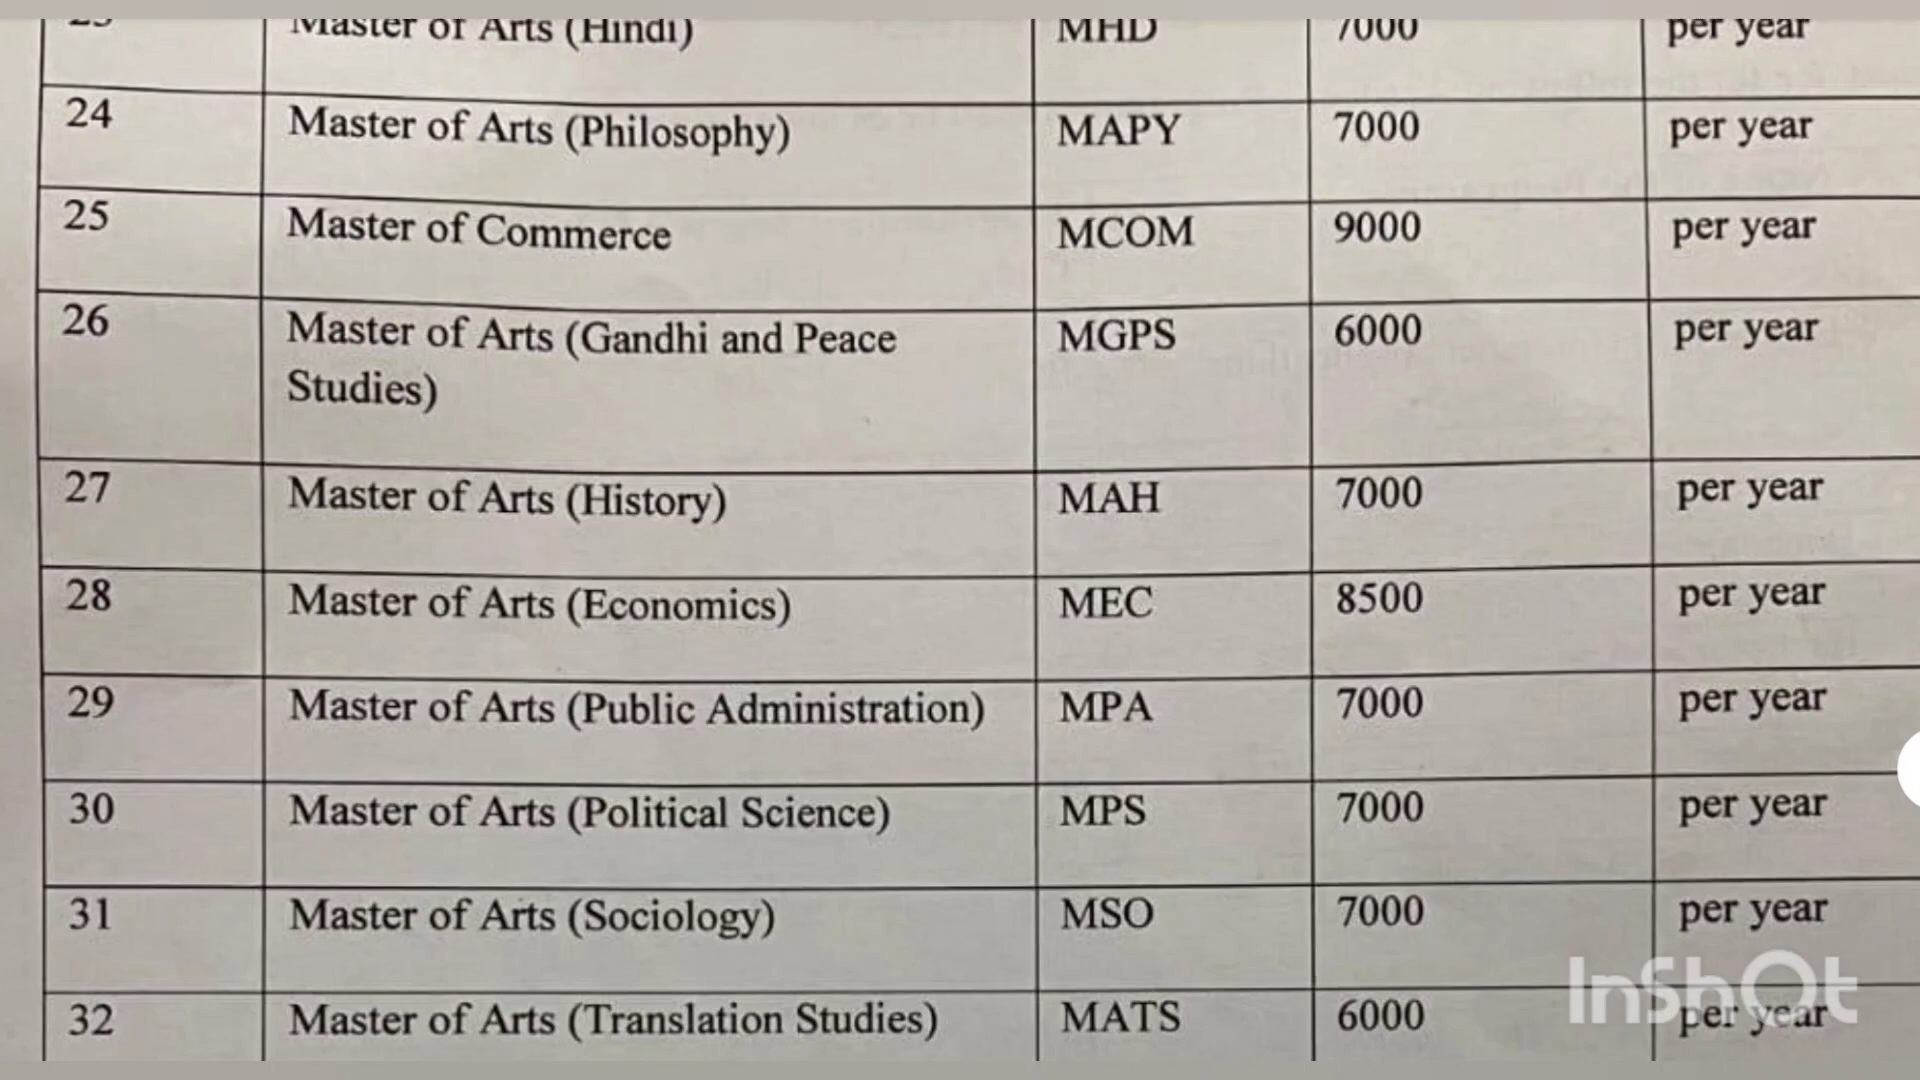 23 Master of Arts (Hindi) MHD 7000 per year
24 Master of Arts (Philosophy) MAPY 7000 per year
25 Master of Commerce MCOM 9000 per year
26 Master of Arts (Gandhi and Peace MGPS 6000 per year
Studies)
27 Master of Arts (History) MAH 7000 per year
28 Master of Arts (Economics) MEC 8500 per year
29 Master of Arts (Public Administration) MPA 7000 per year
30 Master of Arts (Political Science) MPS 7000 per year
31 Master of Arts (Sociology) MSO 7000 per year
32 Master of Arts (Translation Studies) MATS 6000 per year
InShOt